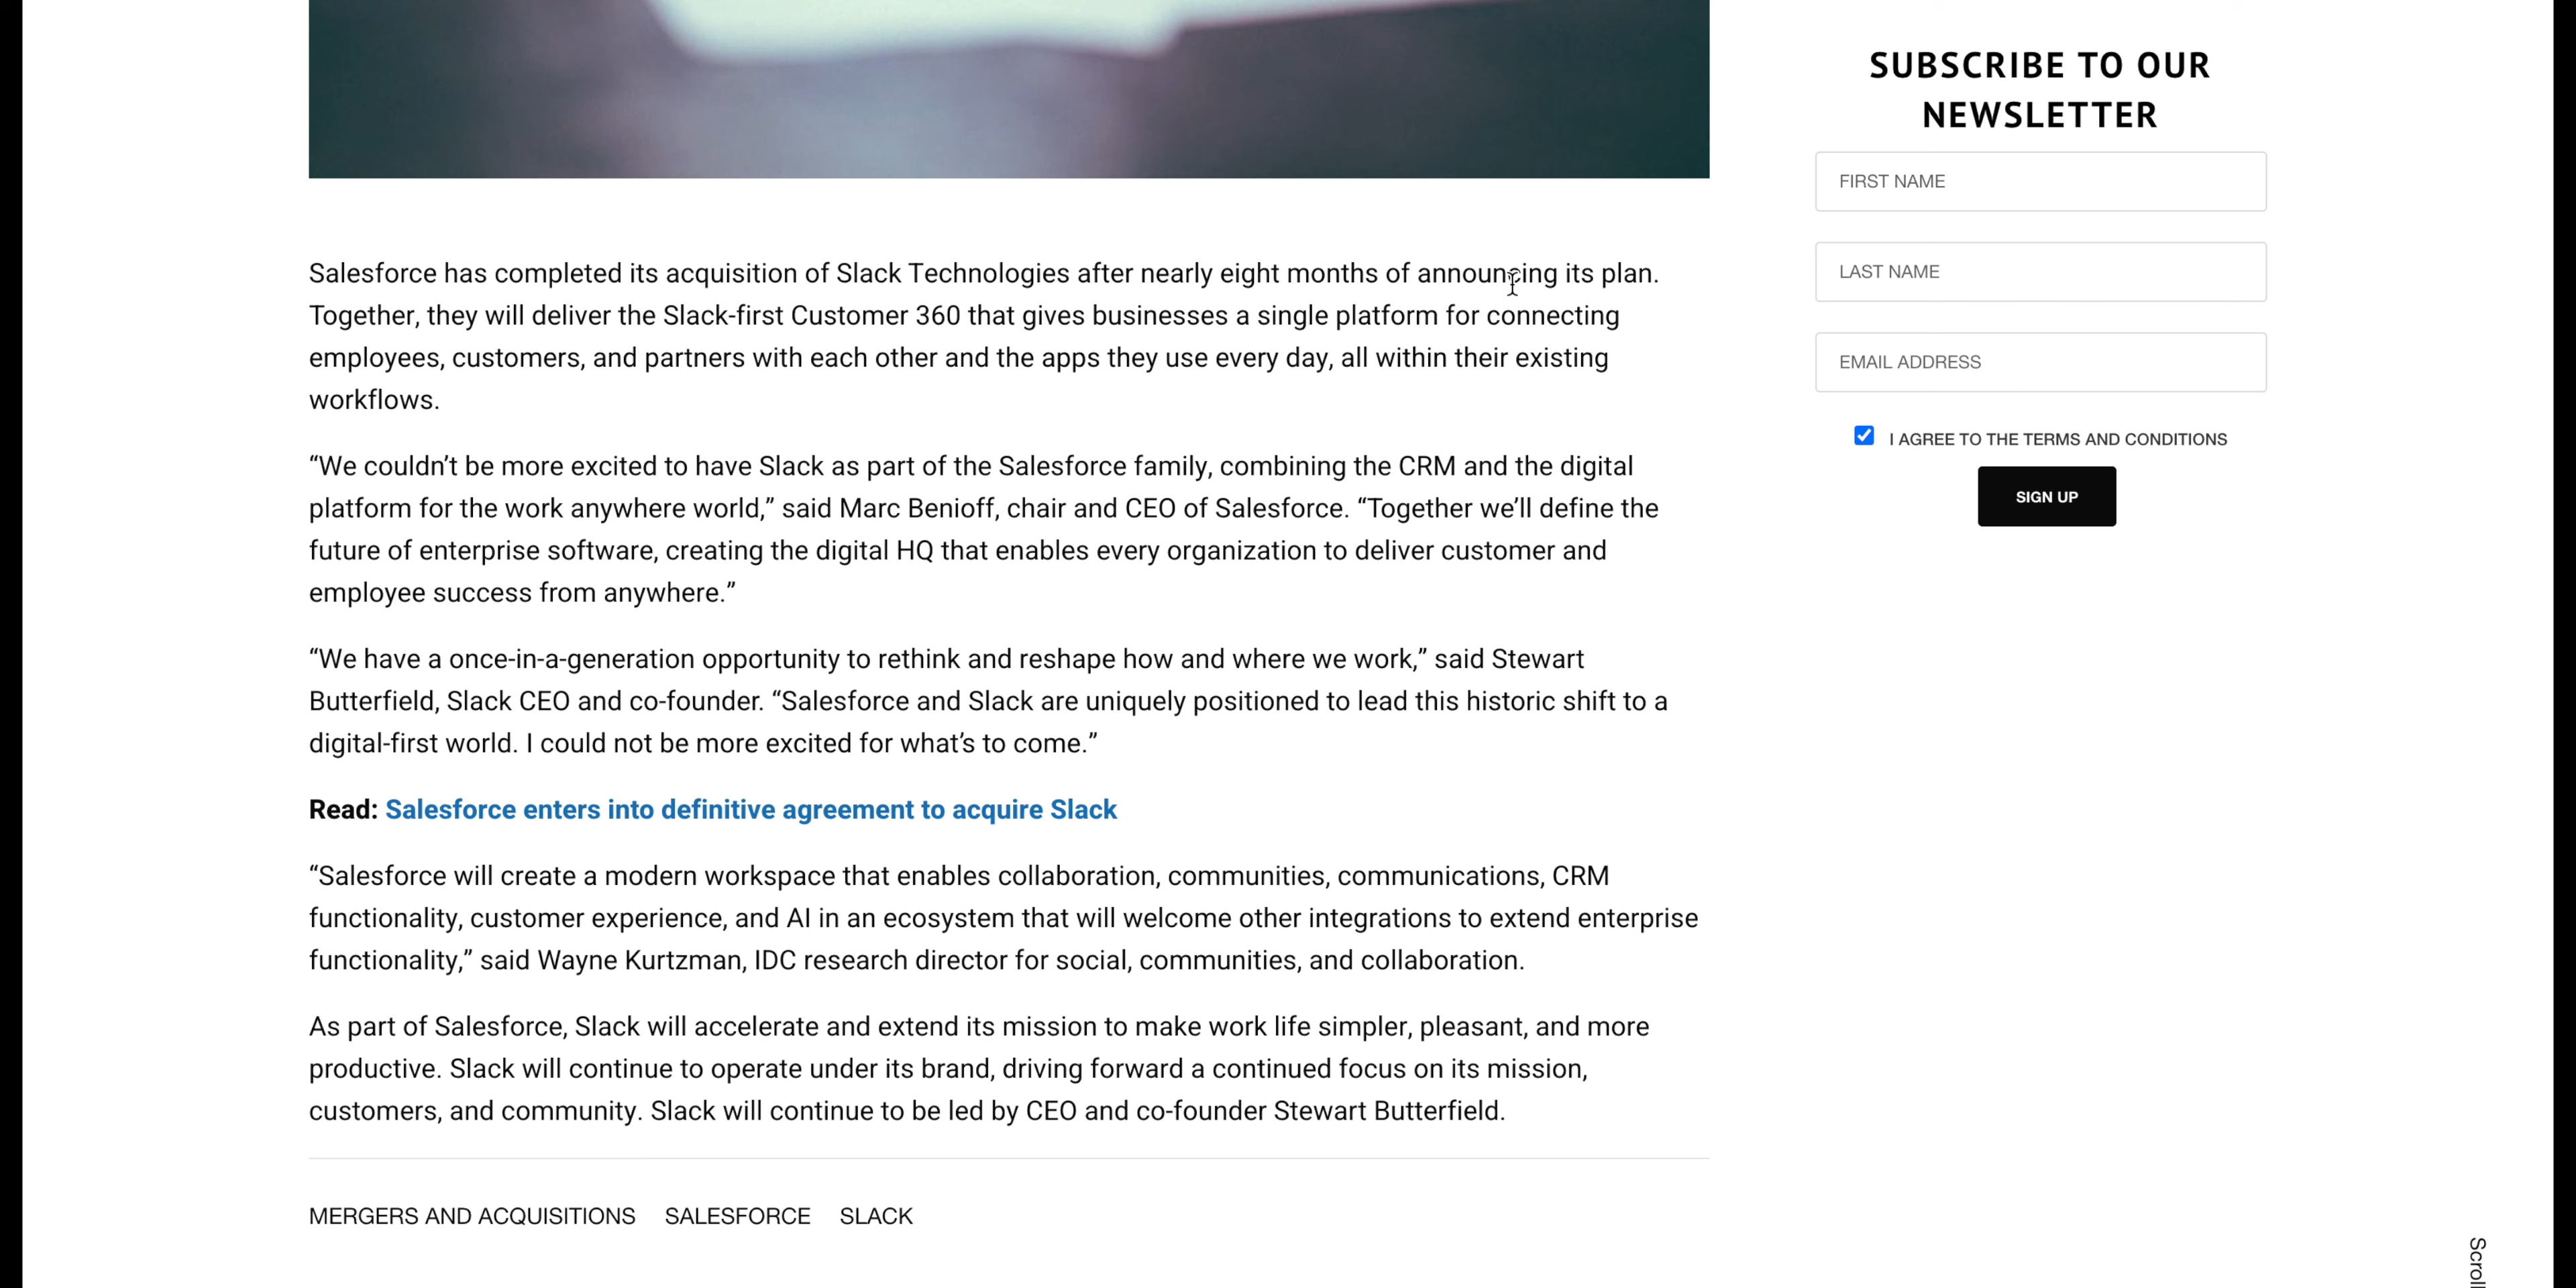 Salesforce has completed its acquisition of Slack Technologies after nearly eight months of announcing its plan.
Together, they will deliver the Slack-first Customer 360 that gives businesses a single platform for connecting
employees, customers, and partners with each other and the apps they use every day, all within their existing
workflows.
“We couldn’t be more excited to have Slack as part of the Salesforce family, combining the CRM and the digital
platform for the work anywhere world,” said Marc Benioff, chair and CEO of Salesforce. “Together we’ll define the
future of enterprise software, creating the digital HQ that enables every organization to deliver customer and
employee success from anywhere.”
“We have a once-in-a-generation opportunity to rethink and reshape how and where we work,” said Stewart
Butterfield, Slack CEO and co-founder. “Salesforce and Slack are uniquely positioned to lead this historic shift to a
digital-first world. I could not be more excited for what’s to come.”
Read: Salesforce enters into definitive agreement to acquire Slack
“Salesforce will create a modern workspace that enables collaboration, communities, communications, CRM
functionality, customer experience, and AI in an ecosystem that will welcome other integrations to extend enterprise
functionality,” said Wayne Kurtzman, IDC research director for social, communities, and collaboration.
As part of Salesforce, Slack will accelerate and extend its mission to make work life simpler, pleasant, and more
productive. Slack will continue to operate under its brand, driving forward a continued focus on its mission,
customers, and community. Slack will continue to be led by CEO and co-founder Stewart Butterfield.
MERGERS AND ACQUISITIONS SALESFORCE SLACK
SUBSCRIBE TO OUR
NEWSLETTER
FIRST NAME
LAST NAME
EMAIL ADDRESS
I AGREE TO THE TERMS AND CONDITIONS
SIGN UP
Scroll